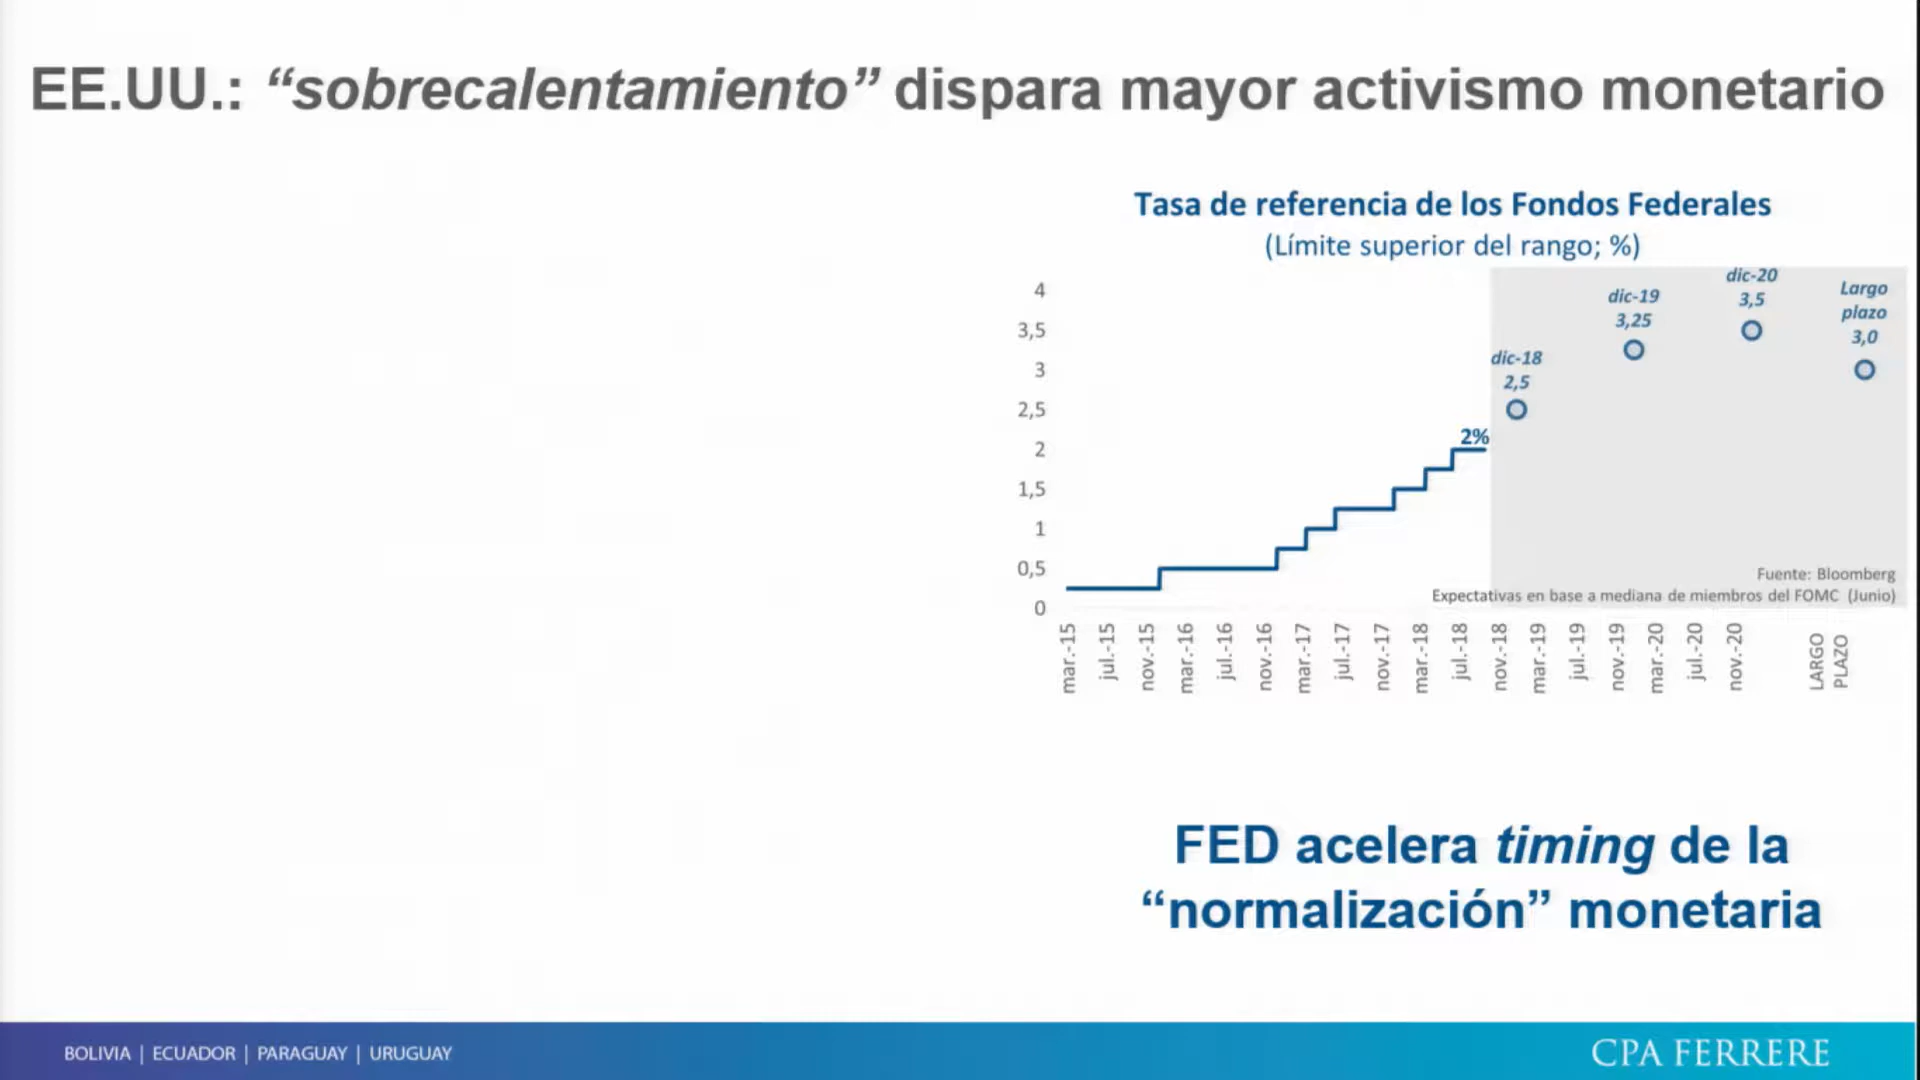 EE.UU.: “sobrecalentamiento” dispara mayor activismo monetario
Tasa de referencia de los Fondos Federales
(Límite superior del rango; %)
4
3,5
3
2,5
2
1,5
1
0,5
0
2%
dic-18
2,5
dic-19
3,25
dic-20
3,5
Largo
plazo
3,0
Fuente: Bloomberg
Expectativas en base a mediana de miembros del FOMC (Junio)
mar.-15
jul.-15
nov.-15
mar.-16
jul.-16
nov.-16
mar.-17
jul.-17
nov.-17
mar.-18
jul.-18
nov.-18
mar.-19
jul.-19
nov.-19
mar.-20
jul.-20
nov.-20
LARGO
PLAZO
FED acelera timing de la
“normalización” monetaria
BOLIVIA | ECUADOR | PARAGUAY | URUGUAY
CPA FERRERE